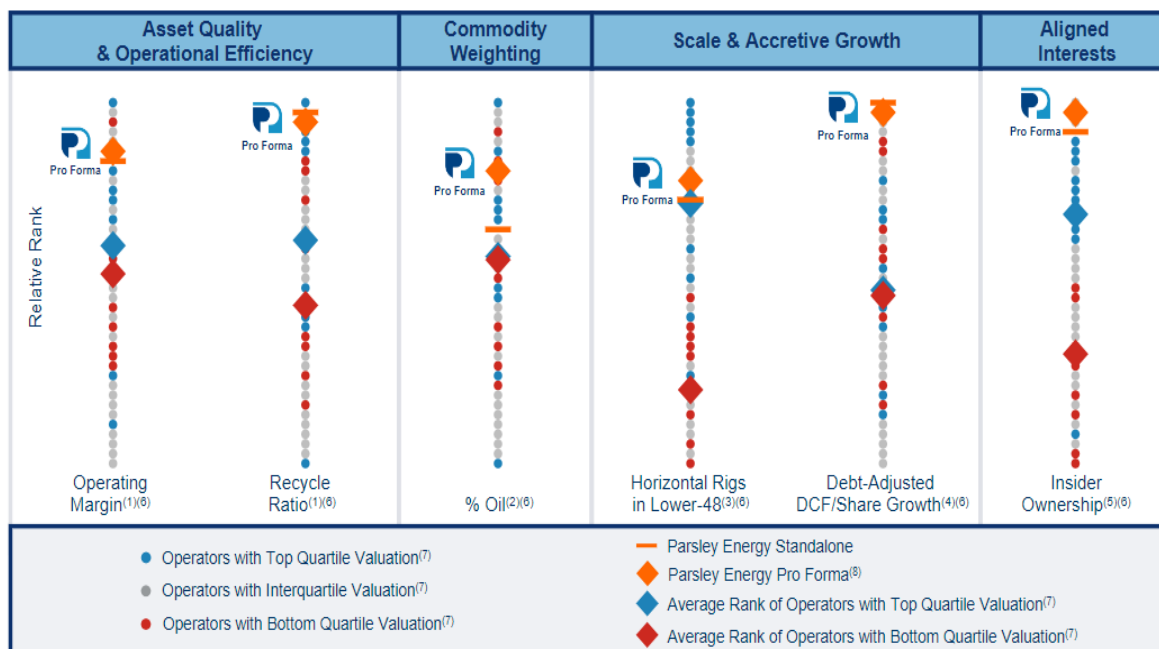 Asset Quality
& Operational Efficiency
Commodity
Weighting
Scale & Accretive Growth
Aligned
Interests
Relative Rank
Pro Forma
Pro Forma
Pro Forma
Pro Forma
Pro Forma
Pro Forma
Operating
Margin(1)(6)
Recycle
Ratio(1)(6)
% Oil(2)(6)
Horizontal Rigs
in Lower-48(3)(6)
Debt-Adjusted
DCF/Share Growth(4)(6)
Insider
Ownership(5)(6)
Operators with Top Quartile Valuation(7)
Operators with Interquartile Valuation(7)
Operators with Bottom Quartile Valuation(7)
Parsley Energy Standalone
Parsley Energy Pro Forma(8)
Average Rank of Operators with Top Quartile Valuation(7)
Average Rank of Operators with Bottom Quartile Valuation(7)